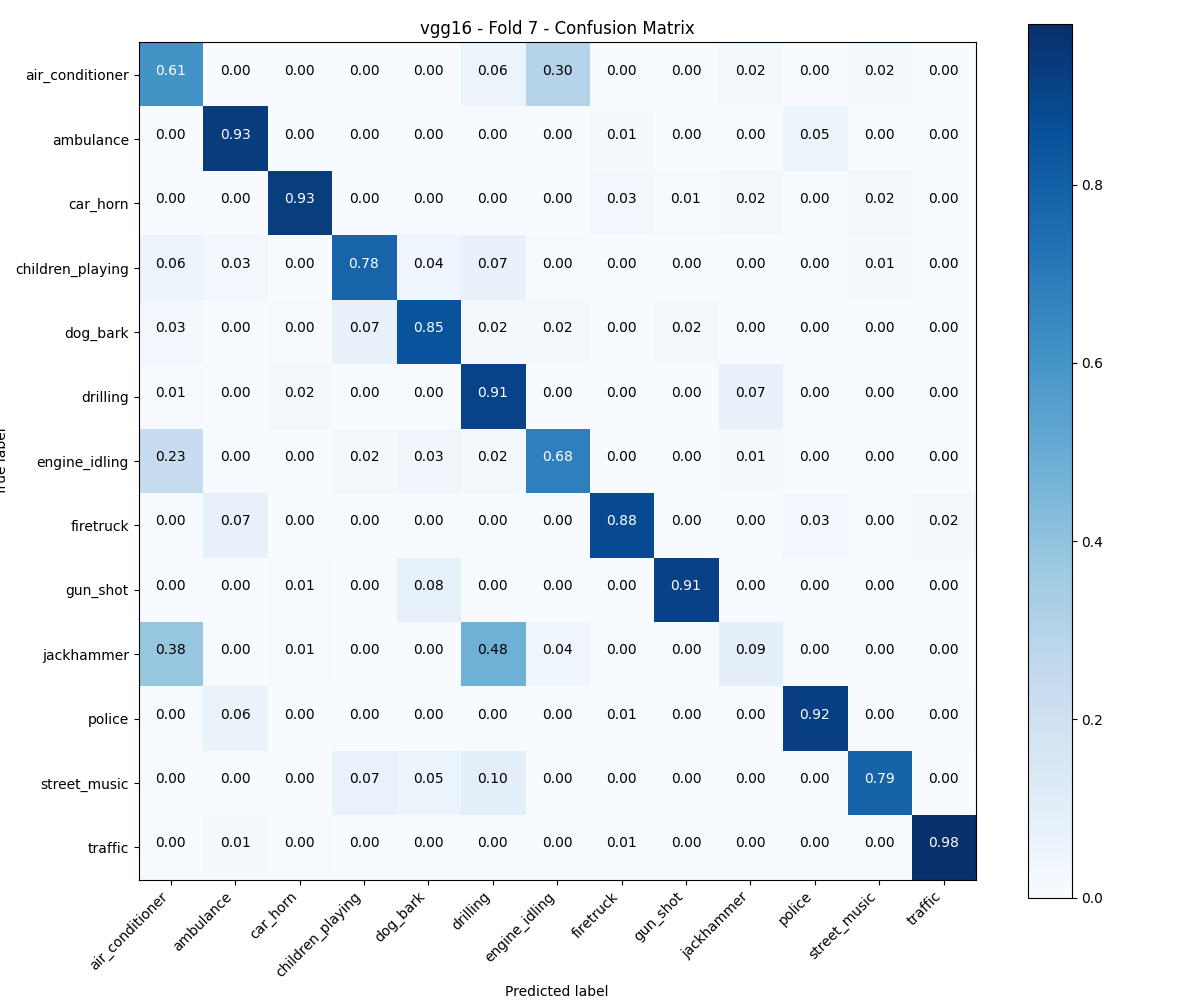 vgg16 - Fold 7 - Confusion Matrix
air_conditioner 0.61 0.00 0.00 0.00 0.00 0.06 0.30 0.00 0.00 0.02 0.00 0.02 0.00
ambulance 0.00 0.93 0.00 0.00 0.00 0.00 0.00 0.01 0.00 0.00 0.05 0.00 0.00
car_horn 0.00 0.00 0.93 0.00 0.00 0.00 0.00 0.03 0.01 0.02 0.00 0.02 0.00
children_playing 0.06 0.03 0.00 0.78 0.04 0.07 0.00 0.00 0.00 0.00 0.00 0.01 0.00
dog_bark 0.03 0.00 0.00 0.07 0.85 0.02 0.02 0.00 0.02 0.00 0.00 0.00 0.00
drilling 0.01 0.00 0.02 0.00 0.00 0.91 0.00 0.00 0.00 0.07 0.00 0.00 0.00
engine_idling 0.23 0.00 0.00 0.02 0.03 0.02 0.68 0.00 0.00 0.01 0.00 0.00 0.00
firetruck 0.00 0.07 0.00 0.00 0.00 0.00 0.00 0.88 0.00 0.00 0.03 0.00 0.02
gun_shot 0.00 0.00 0.01 0.00 0.08 0.00 0.00 0.00 0.91 0.00 0.00 0.00 0.00
jackhammer 0.38 0.00 0.01 0.00 0.00 0.48 0.04 0.00 0.00 0.09 0.00 0.00 0.00
police 0.00 0.06 0.00 0.00 0.00 0.00 0.00 0.01 0.00 0.00 0.92 0.00 0.00
street_music 0.00 0.00 0.00 0.07 0.05 0.10 0.00 0.00 0.00 0.00 0.00 0.79 0.00
traffic 0.00 0.01 0.00 0.00 0.00 0.00 0.00 0.01 0.00 0.00 0.00 0.00 0.98
air_conditioner ambulance car_horn children_playing dog_bark drilling engine_idling firetruck gun_shot jackhammer police street_music traffic
Predicted label
label
0.8
0.6
0.4
0.2
0.0